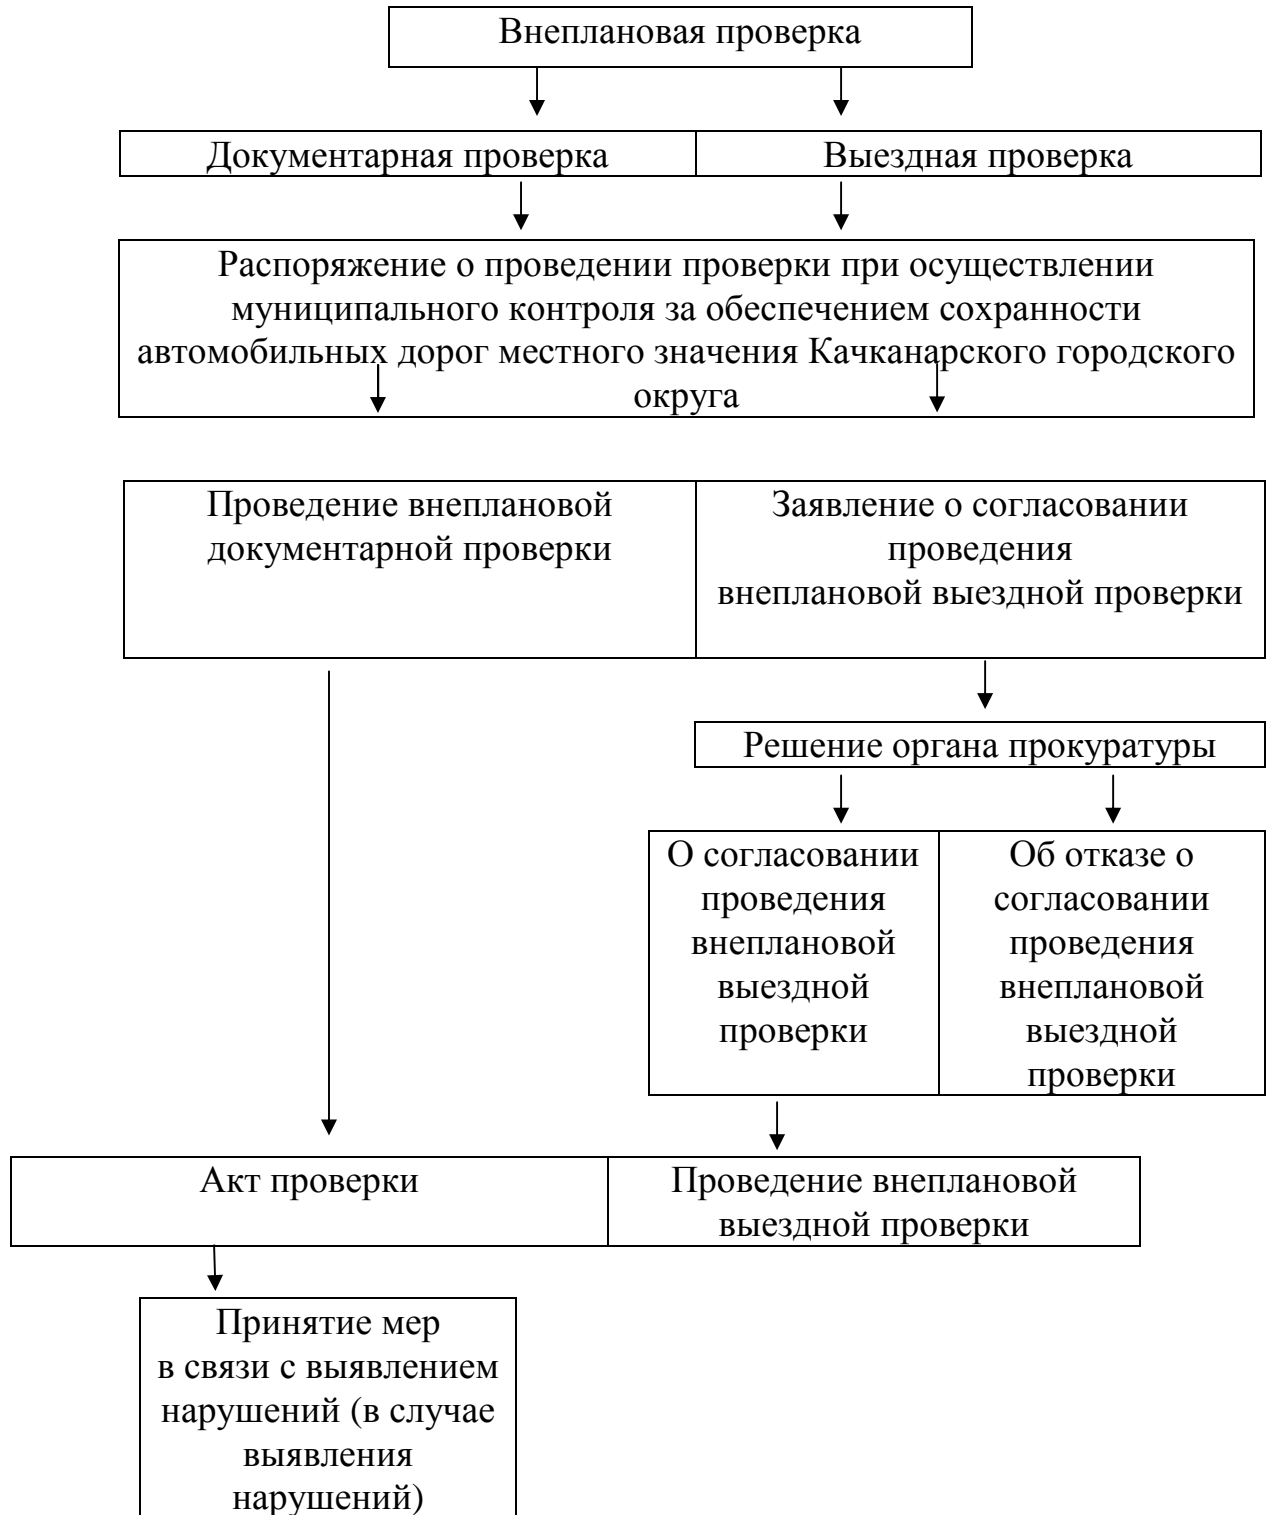 Внеплановая проверка
Документарная проверка
Выездная проверка
Распоряжение о проведении проверки при осуществлении
муниципального контроля за обеспечением сохранности
автомобильных дорог местного значения Качканарского городского
округа
Проведение внеплановой
документарной проверки
Заявление о согласовании
проведения
внеплановой выездной проверки
Решение органа прокуратуры
О согласовании
проведения
внеплановой
выездной
проверки
Об отказе о
согласовании
проведения
внеплановой
выездной
проверки
Акт проверки
Проведение внеплановой
выездной проверки
Принятие мер
в связи с выявлением
нарушений (в случае
выявления
нарушений)